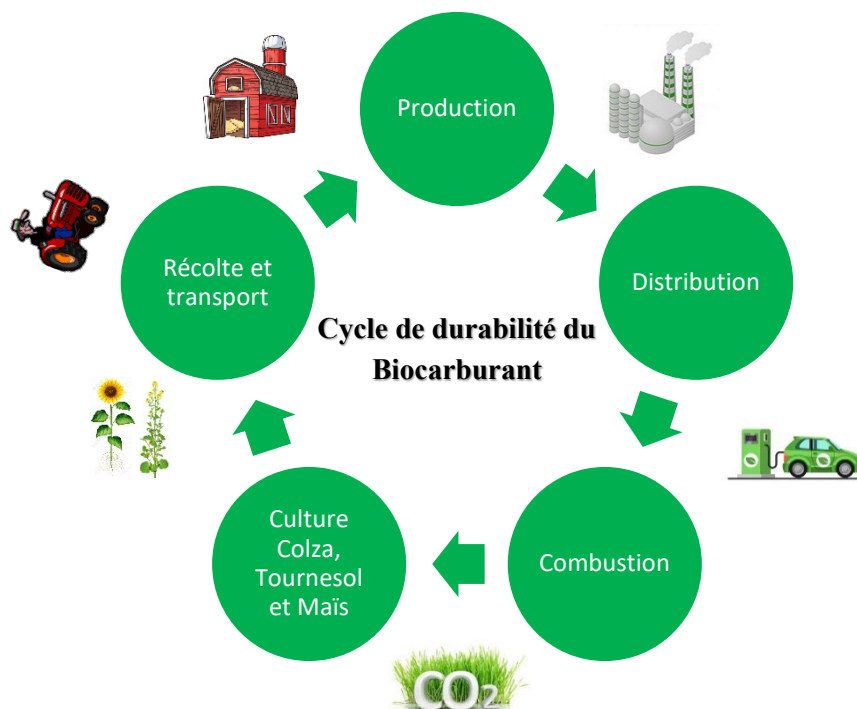 Production
Distribution
Récolte et
transport
Cycle de durabilité du
Biocarburant
Culture
Colza,
Tournesol
et Maïs
Combustion
CO2